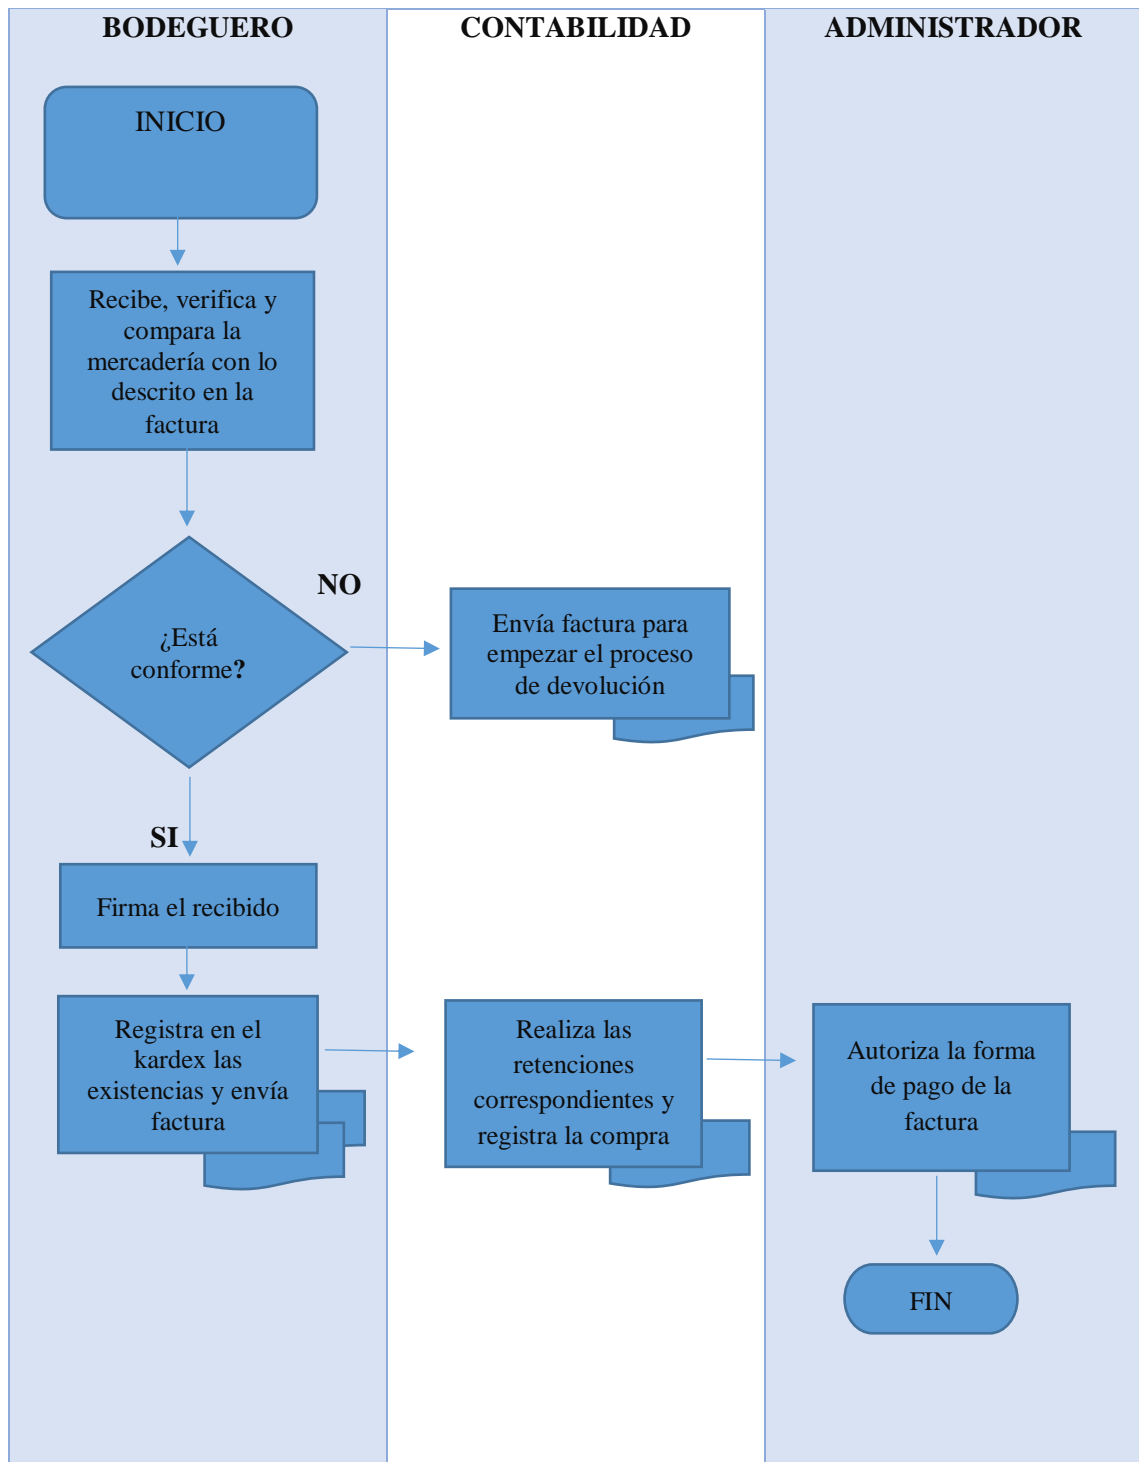 BODEGUERO
CONTABILIDAD
ADMINISTRADOR
INICIO
Recibe, verifica y
compara la
mercadería con lo
descrito en la
factura
¿Está
conforme?
NO
Envía factura para
empezar el proceso
de devolución
SI
Firma el recibido
Registra en el
kardex las
existencias y envía
factura
Realiza las
retenciones
correspondientes y
registra la compra
Autoriza la forma
de pago de la
factura
FIN